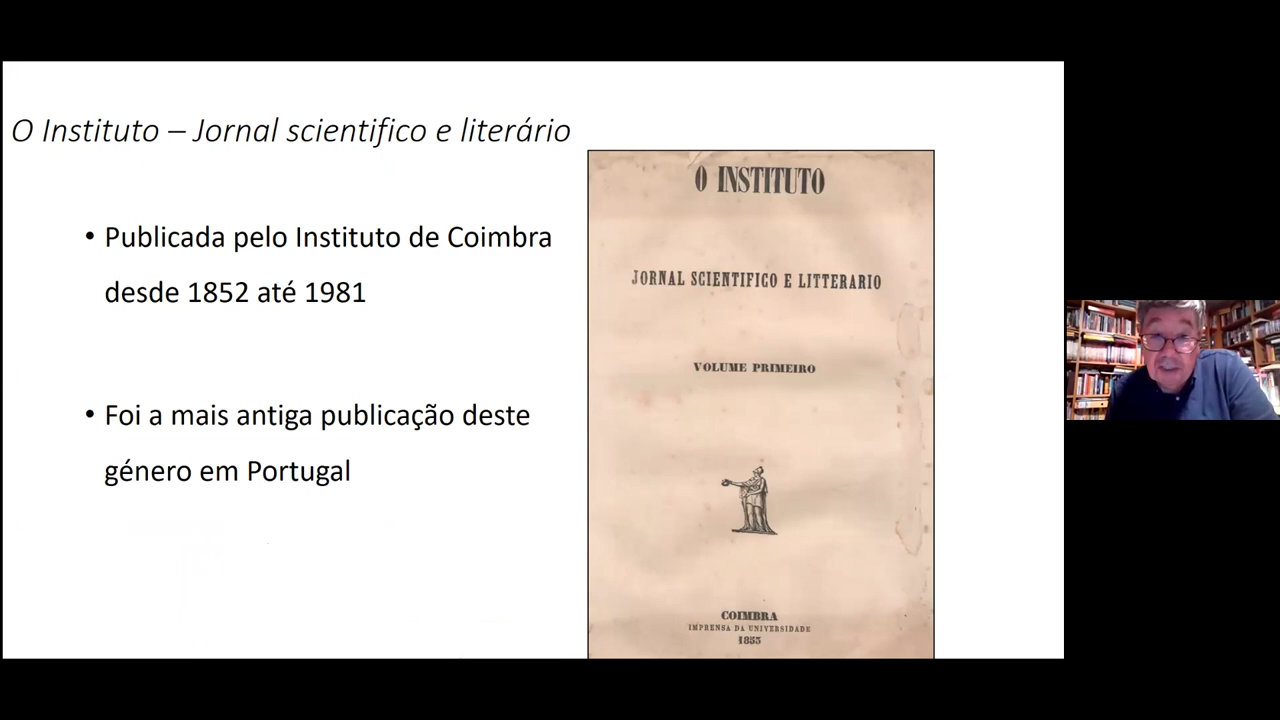 O Instituto – Jornal scientifico e literário
• Publicada pelo Instituto de Coimbra
desde 1852 até 1981
• Foi a mais antiga publicação deste
género em Portugal
O INSTITUTO
JORNAL SCIENTIFICO E LITTERARIO
VOLUME PRIMEIRO
COIMBRA
IMPRENSA DA UNIVERSIDADE
1853